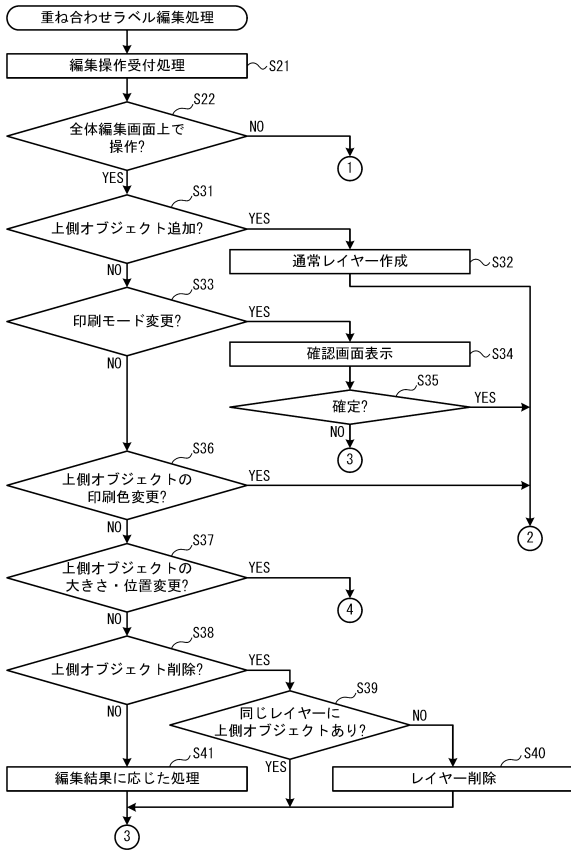 重ね合わせラベル編集処理
編集操作受付処理
S21
S22
全体編集画面上で
操作?
NO
1
YES
S31
上側オブジェクト追加?
YES
通常レイヤー作成
S32
NO
S33
印刷モード変更?
YES
確認画面表示
S34
NO
S35
確定?
YES
NO
3
S36
上側オブジェクトの
印刷色変更?
YES
2
NO
S37
上側オブジェクトの
大きさ・位置変更?
YES
4
NO
S38
上側オブジェクト削除?
YES
S39
同じレイヤーに
上側オブジェクトあり?
NO
NO
YES
S41
編集結果に応じた処理
S40
レイヤー削除
3